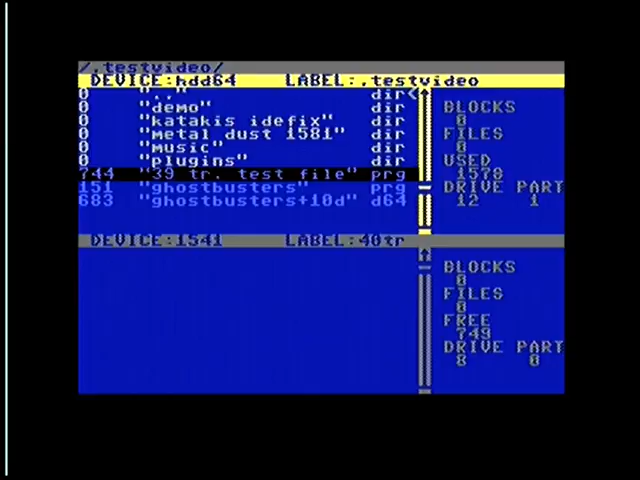 /.testvideo/
DEVICE:hdd64 LABEL:.testvideo
0 ".." dir<
0 "demo" dir
0 "katakis idefix" dir
0 "metal dust 1581" dir
0 "music" dir
0 "plugins" dir
744 "39 tr. test file" prg
151 "ghostbusters" prg
683 "ghostbusters+10d" d64
BLOCKS
0
FILES
0
USED
1578
DRIVE PART
12 1
DEVICE:1541 LABEL:40tr
BLOCKS
0
FILES
0
FREE
749
DRIVE PART
8 0